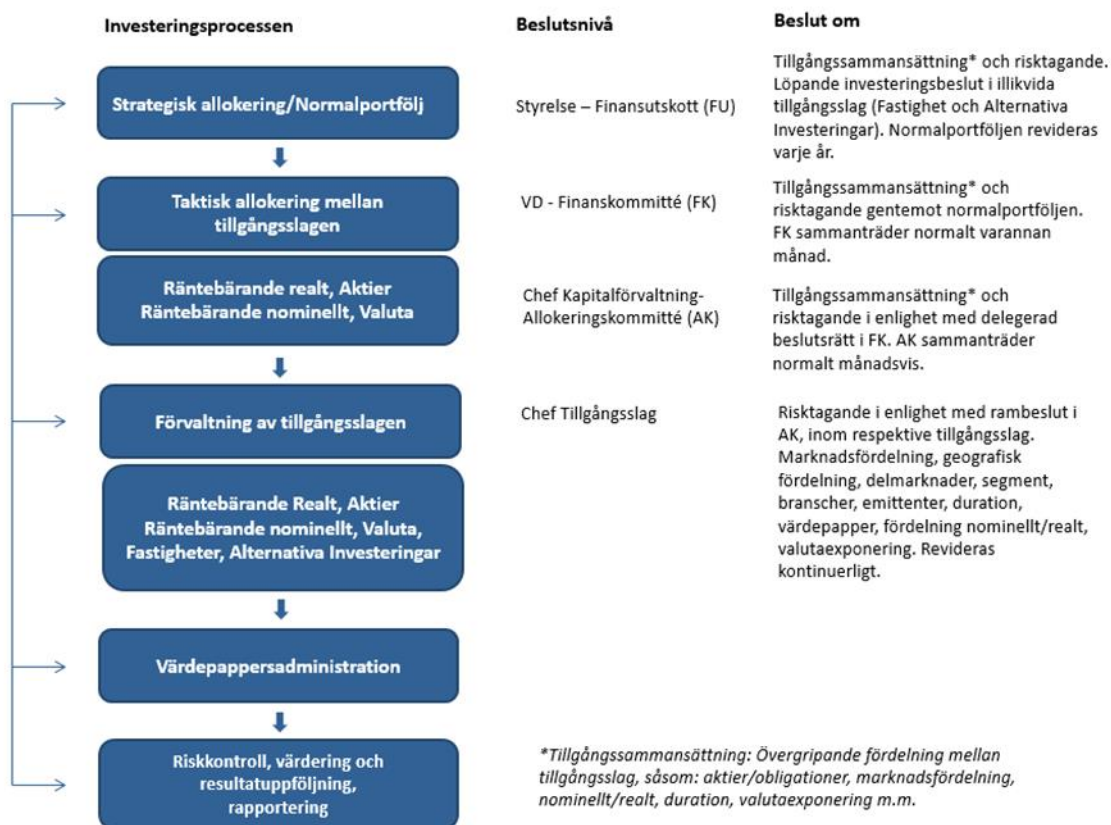 Investeringsprocessen
Beslutsnivå
Beslut om
Strategisk allokering/Normalportfölj
Styrelse – Finansutskott (FU)
Tillgångssammansättning* och risktagande.
Löpande investeringsbeslut i illikvida
tillgångsslag (Fastighet och Alternativa
Investeringar). Normalportföljen revideras
varje år.
Taktisk allokering mellan
tillgångsslagen
VD - Finanskommitté (FK)
Tillgångssammansättning* och
risktagande gentemot normalportföljen.
FK sammanträder normalt varannan
månad.
Räntebärande realt, Aktier
Räntebärande nominellt, Valuta
Chef Kapitalförvaltning-
Allokeringskommitté (AK)
Tillgångssammansättning* och
risktagande i enlighet med delegerad
beslutsrätt i FK. AK sammanträder
normalt månadsvis.
Förvaltning av tillgångsslagen
Chef Tillgångsslag
Risktagande i enlighet med rambeslut i
AK, inom respektive tillgångsslag.
Marknadsfördelning, geografisk
fördelning, delmarknader, segment,
branscher, emittenter, duration,
värdepapper, fördelning nominellt/realt,
valutaexponering. Revideras
kontinuerligt.
Räntebärande Realt, Aktier
Räntebärande nominellt, Valuta,
Fastigheter, Alternativa Investeringar
Värdepappersadministration
Riskkontroll, värdering och
resultatuppföljning,
rapportering
*Tillgångssammansättning: Övergripande fördelning mellan
tillgångsslag, såsom: aktier/obligationer, marknadsfördelning,
nominellt/realt, duration, valutaexponering m.m.